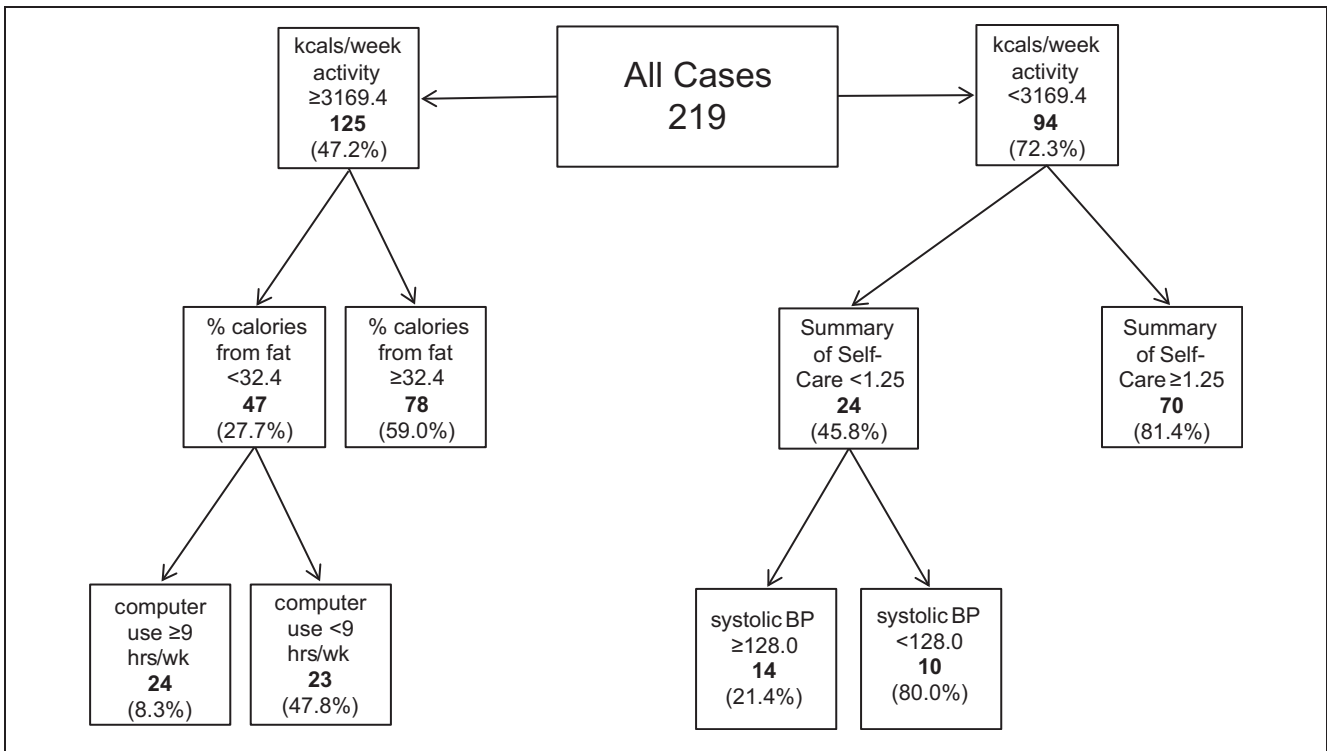 All Cases
219
kcals/week
activity
≥3169.4
125
(47.2%)
kcals/week
activity
<3169.4
94
(72.3%)
% calories
from fat
<32.4
47
(27.7%)
% calories
from fat
≥32.4
78
(59.0%)
Summary
of Self-
Care <1.25
24
(45.8%)
Summary
of Self-
Care ≥1.25
70
(81.4%)
computer
use ≥9
hrs/wk
24
(8.3%)
computer
use <9
hrs/wk
23
(47.8%)
systolic BP
≥128.0
14
(21.4%)
systolic BP
<128.0
10
(80.0%)